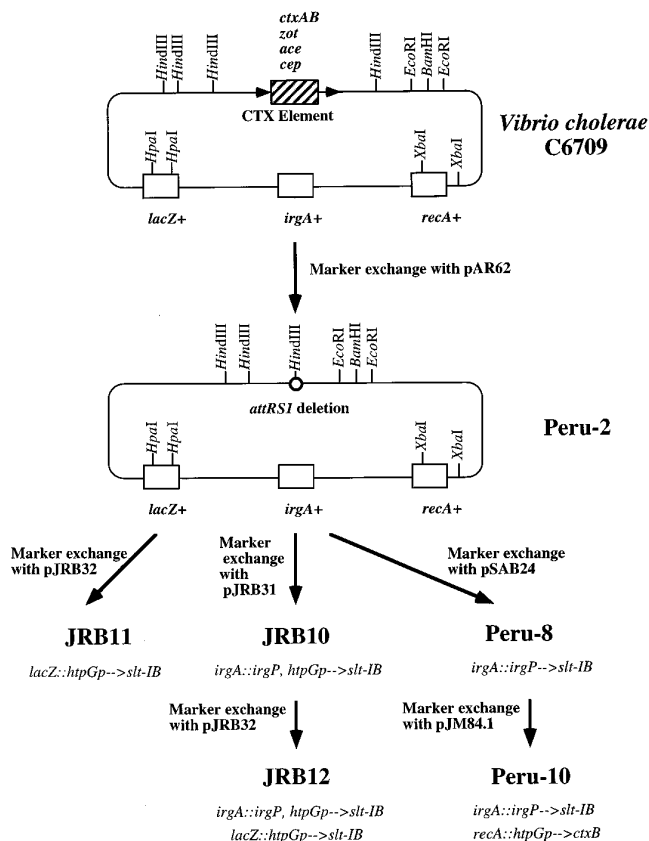 ctxAB
zot
ace
cep
HindIII
HindIII
HindIII
HindIII
EcoRI
BamHI
EcoRI
CTX Element
Vibrio cholerae
C6709
HpaI
HpaI
XbaI
XbaI
lacZ+
irgA+
recA+
Marker exchange with pAR62
HindIII
HindIII
HindIII
EcoRI
BamHI
EcoRI
attRS1 deletion
Peru-2
HpaI
HpaI
XbaI
XbaI
lacZ+
irgA+
recA+
Marker exchange
with pJRB32
Marker
exchange
with
pJRB31
Marker exchange
with pSAB24
JRB11
JRB10
Peru-8
lacZ::htpGp-->slt-IB
irgA::irgP, htpGp-->slt-IB
irgA::irgP-->slt-IB
Marker exchange
with pJRB32
Marker exchange
with pJM84.1
JRB12
Peru-10
irgA::irgP, htpGp-->slt-IB
irgA::irgP-->slt-IB
lacZ::htpGp-->slt-IB
recA::htpGp-->ctxB